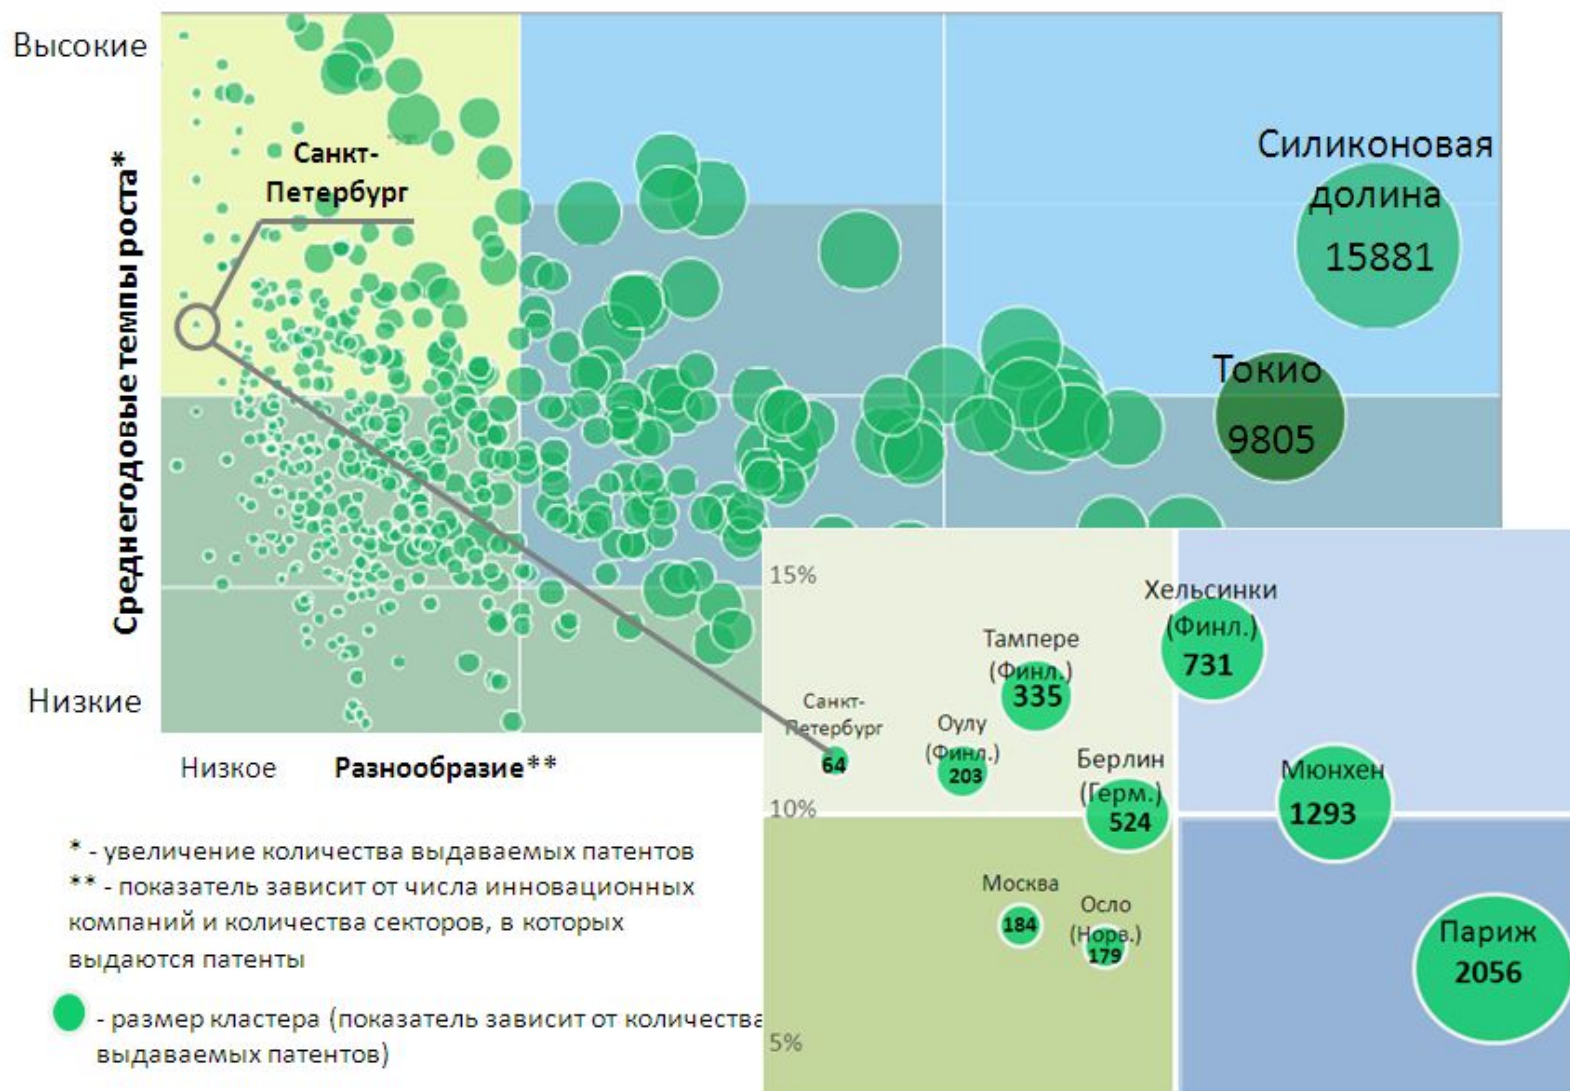 Высокие
Среднегодовые темпы роста*
Низкие
Санкт-
Петербург
Силиконовая
долина
15881
Токио
9805
Низкое
Разнообразие**
* - увеличение количества выдаваемых патентов
** - показатель зависит от числа инновационных
компаний и количества секторов, в которых
выдаются патенты
- размер кластера (показатель зависит от количества
выдаваемых патентов)
15%
10%
5%
Хельсинки
(Финл.)
731
Тампере
(Финл.)
335
Санкт-
Петербург
64
Оулу
(Финл.)
203
Берлин
(Герм.)
524
Мюнхен
1293
Москва
184
Осло
(Норв.)
179
Париж
2056